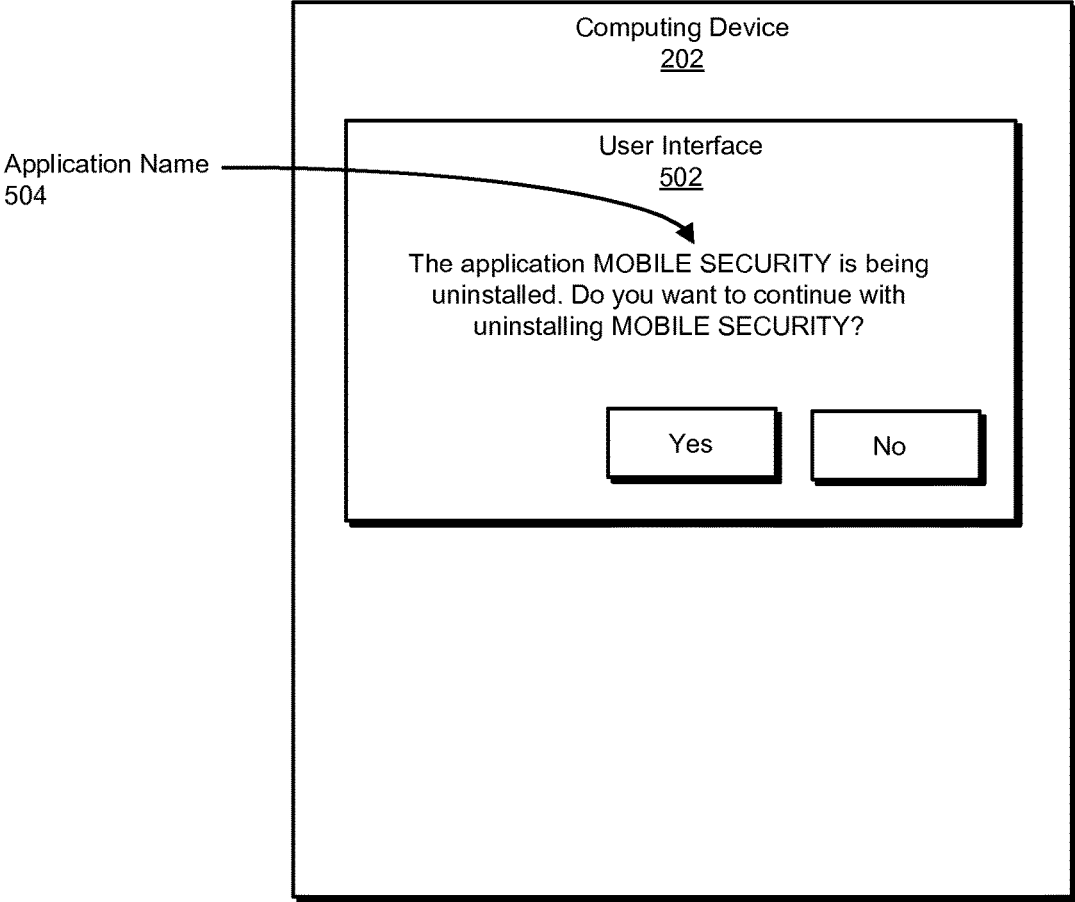 Computing Device
202
User Interface
502
Application Name
504
The application MOBILE SECURITY is being
uninstalled. Do you want to continue with
uninstalling MOBILE SECURITY?
Yes
No